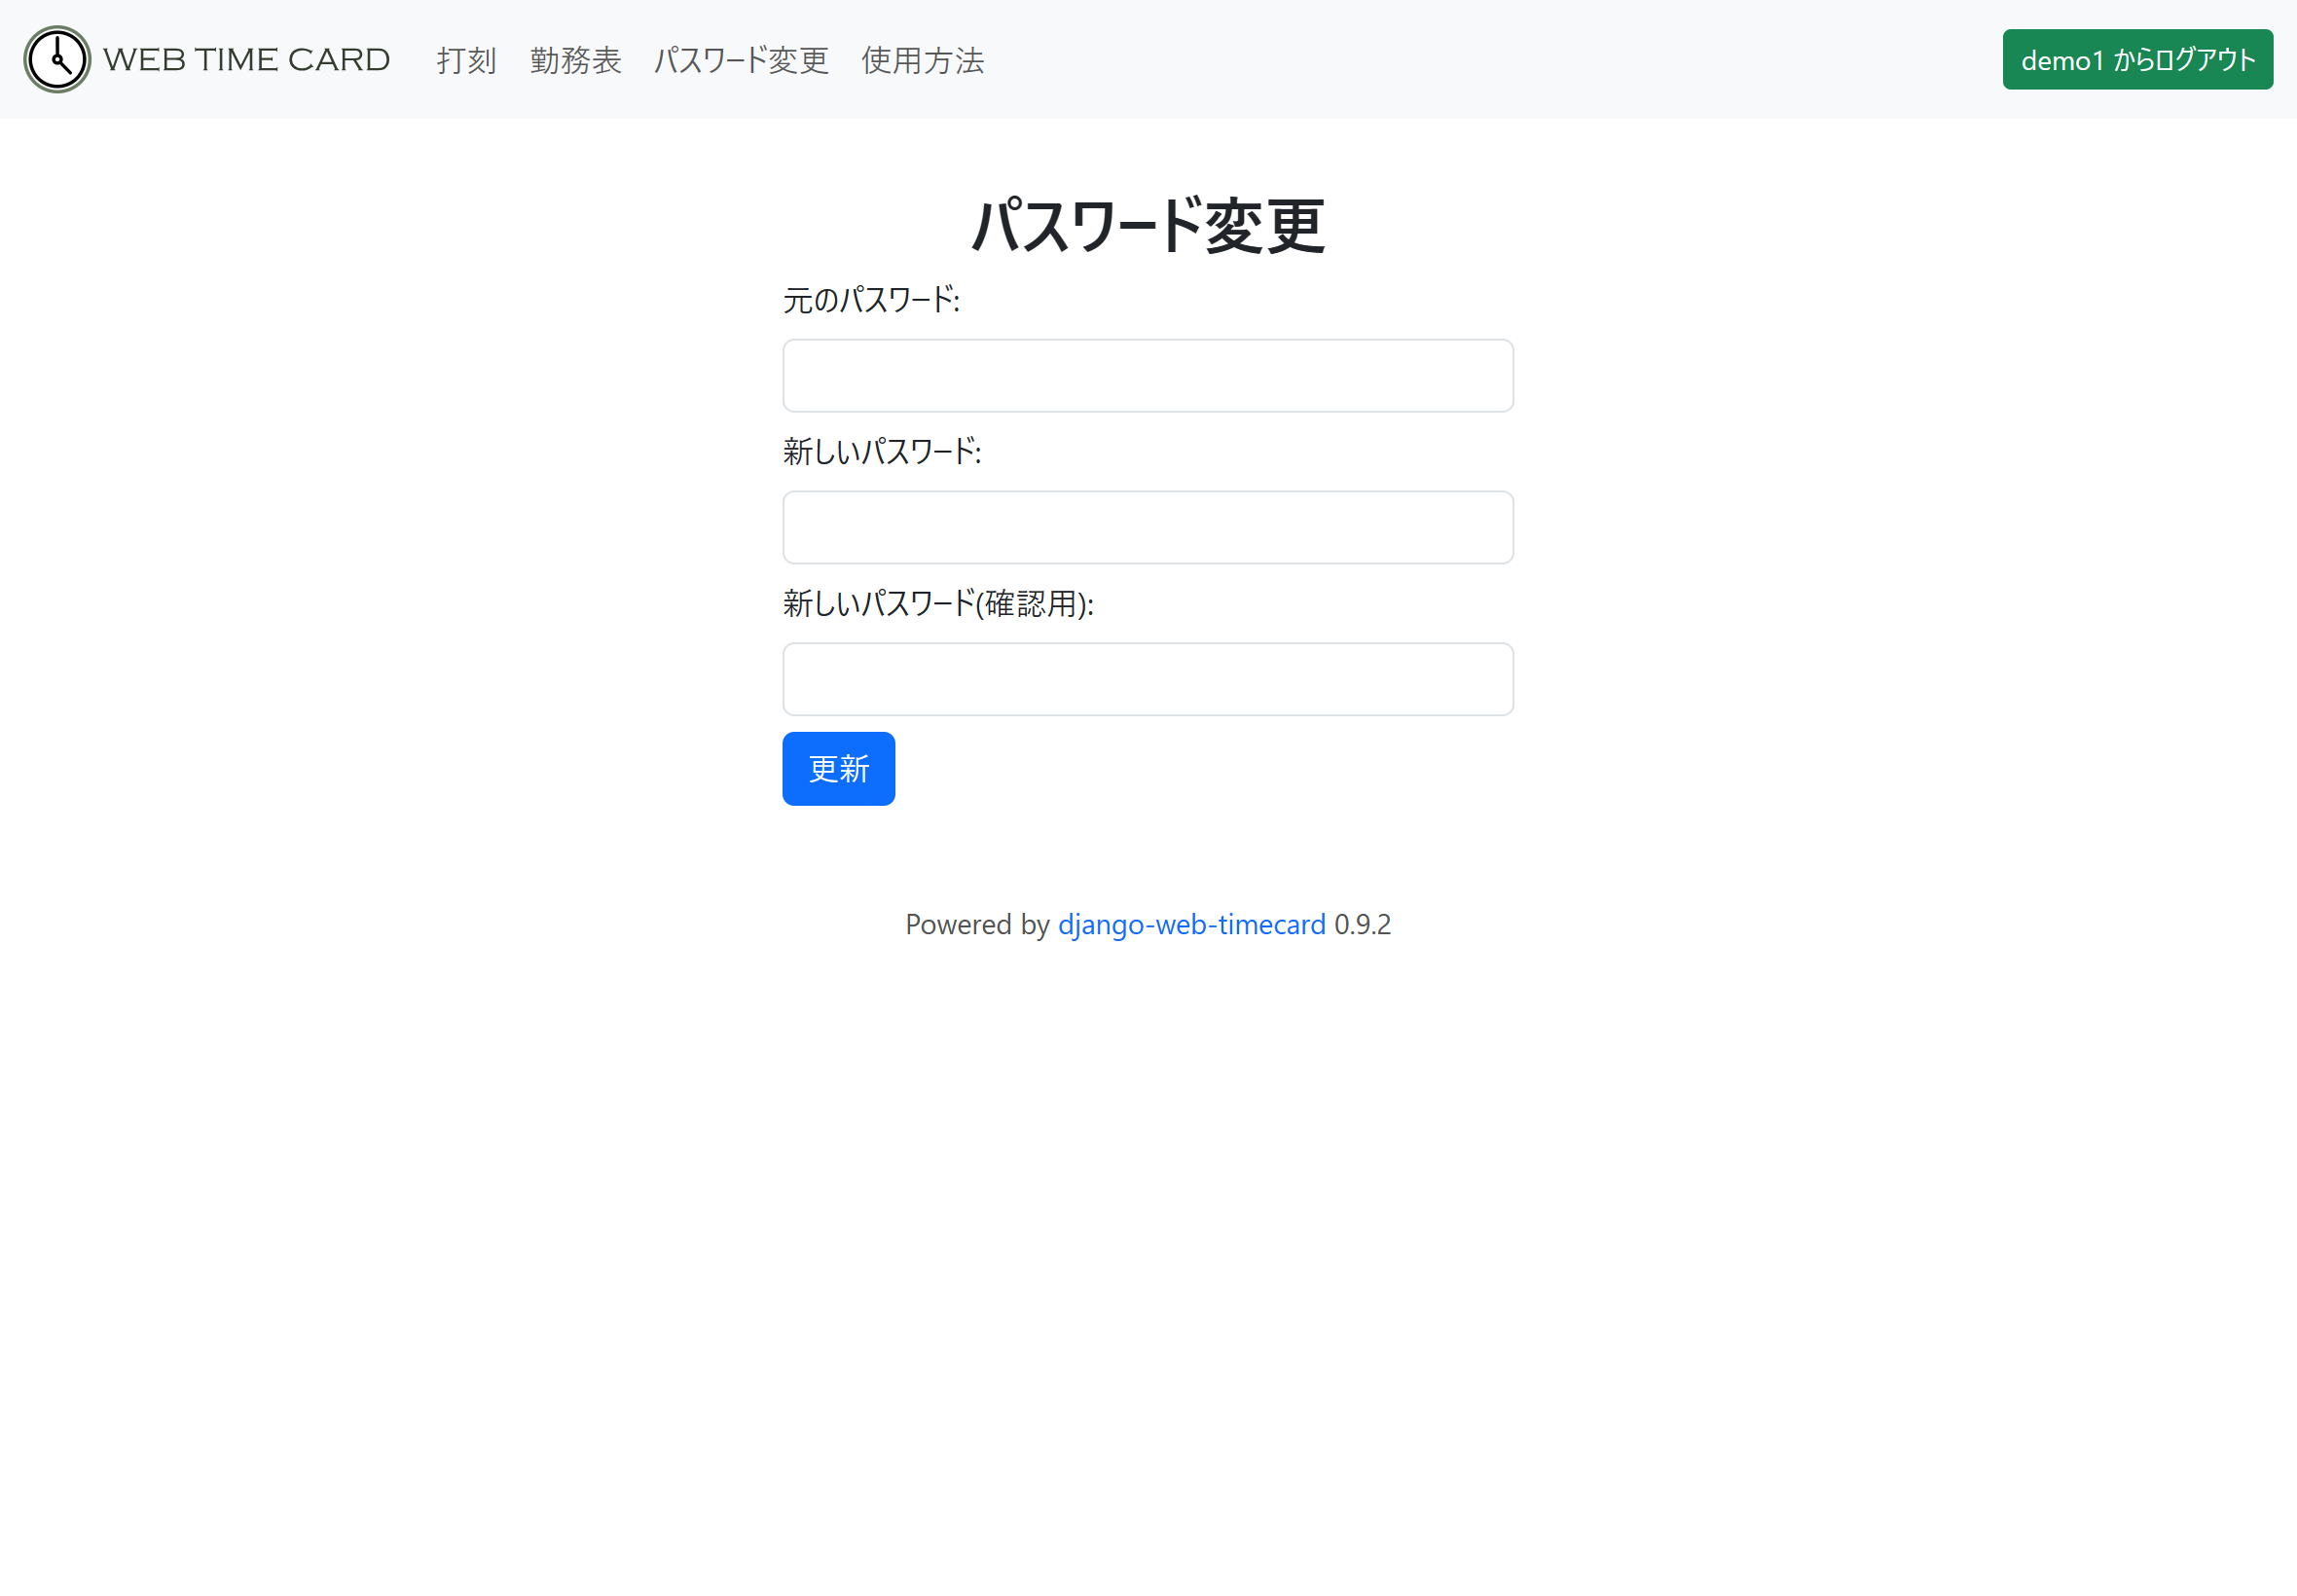 WEB TIME CARD 打刻 勤務表 パスワード変更 使用方法 demo1 からログアウト
パスワード変更
元のパスワード:
新しいパスワード:
新しいパスワード(確認用):
更新
Powered by django-web-timecard 0.9.2